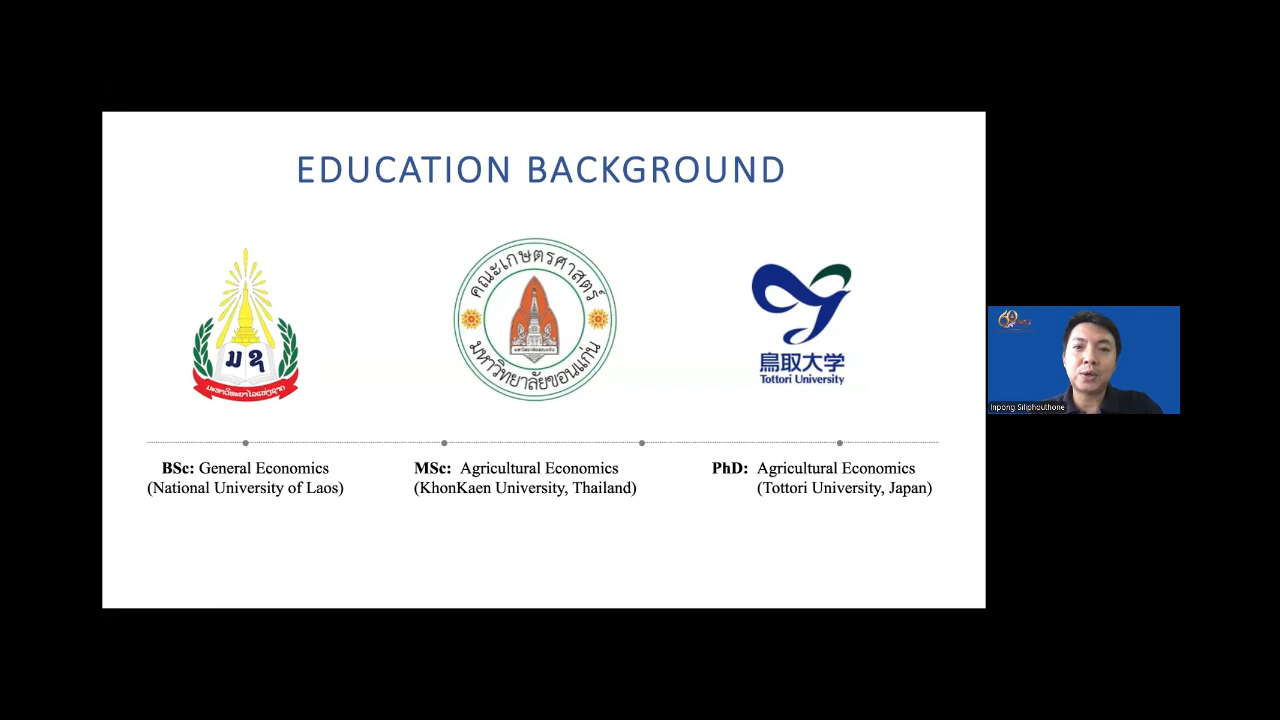 EDUCATION BACKGROUND
ມ ຊ
ມະຫາວິທະຍາໄລແຫ່ງຊາດ
คณะเกษตรศาสตร์
มหาวิทยาลัยขอนแก่น
鳥取大学
Tottori University
BSc: General Economics
(National University of Laos)
MSc: Agricultural Economics
(KhonKaen University, Thailand)
PhD: Agricultural Economics
(Tottori University, Japan)
60
Inpong Siliphouthone